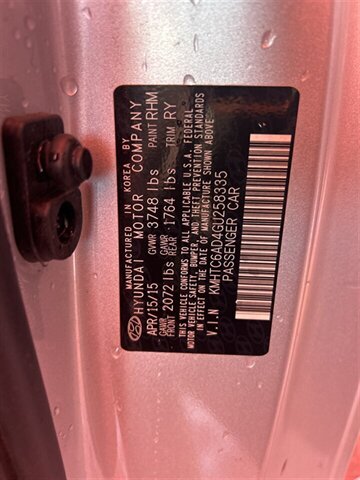 MANUFACTURED IN KOREA BY
HYUNDAI MOTOR COMPANY
APR/15/15 GVWR 3748 lbs PAINT RHM
GAWR FRONT 2072 lbs GAWR REAR 1764 lbs TRIM RY
THIS VEHICLE CONFORMS TO ALL APPLICABLE U.S.A. FEDERAL
MOTOR VEHICLE SAFETY, BUMPER, AND THEFT PREVENTION STANDARDS
IN EFFECT ON THE DATE OF MANUFACTURE SHOWN ABOVE.
V.I.N KMHTC6AD4GU258335
PASSENGER CAR